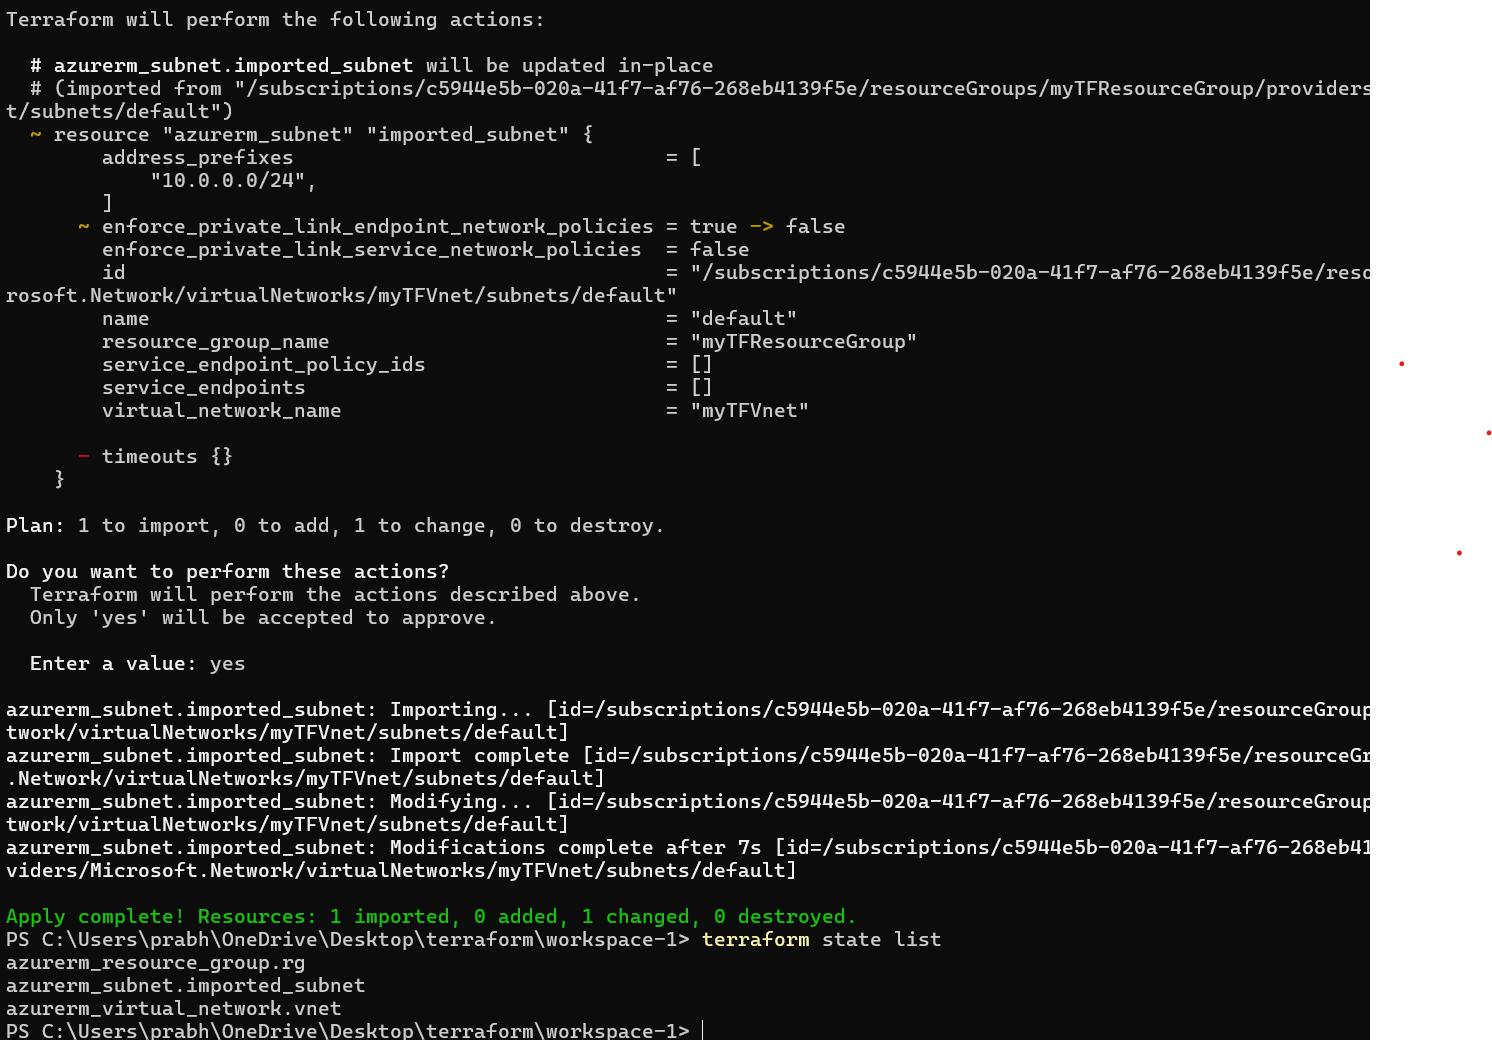 Terraform will perform the following actions:
# azurerm_subnet.imported_subnet will be updated in-place
# (imported from "/subscriptions/c5944e5b-020a-41f7-af76-268eb4139f5e/resourceGroups/myTFResourceGroup/providers
t/subnets/default")
~ resource "azurerm_subnet" "imported_subnet" {
address_prefixes = [
"10.0.0.0/24",
]
~ enforce_private_link_endpoint_network_policies = true -> false
enforce_private_link_service_network_policies = false
id = "/subscriptions/c5944e5b-020a-41f7-af76-268eb4139f5e/reso
rosoft.Network/virtualNetworks/myTFVnet/subnets/default"
name = "default"
resource_group_name = "myTFResourceGroup"
service_endpoint_policy_ids = []
service_endpoints = []
virtual_network_name = "myTFVnet"
- timeouts {}
}
Plan: 1 to import, 0 to add, 1 to change, 0 to destroy.
Do you want to perform these actions?
Terraform will perform the actions described above.
Only 'yes' will be accepted to approve.
Enter a value: yes
azurerm_subnet.imported_subnet: Importing... [id=/subscriptions/c5944e5b-020a-41f7-af76-268eb4139f5e/resourceGroup
twork/virtualNetworks/myTFVnet/subnets/default]
azurerm_subnet.imported_subnet: Import complete [id=/subscriptions/c5944e5b-020a-41f7-af76-268eb4139f5e/resourceGr
.Network/virtualNetworks/myTFVnet/subnets/default]
azurerm_subnet.imported_subnet: Modifying... [id=/subscriptions/c5944e5b-020a-41f7-af76-268eb4139f5e/resourceGroup
twork/virtualNetworks/myTFVnet/subnets/default]
azurerm_subnet.imported_subnet: Modifications complete after 7s [id=/subscriptions/c5944e5b-020a-41f7-af76-268eb41
viders/Microsoft.Network/virtualNetworks/myTFVnet/subnets/default]
Apply complete! Resources: 1 imported, 0 added, 1 changed, 0 destroyed.
PS C:\Users\prabh\OneDrive\Desktop\terraform\workspace-1> terraform state list
azurerm_resource_group.rg
azurerm_subnet.imported_subnet
azurerm_virtual_network.vnet
PS C:\Users\prabh\OneDrive\Desktop\terraform\workspace-1>